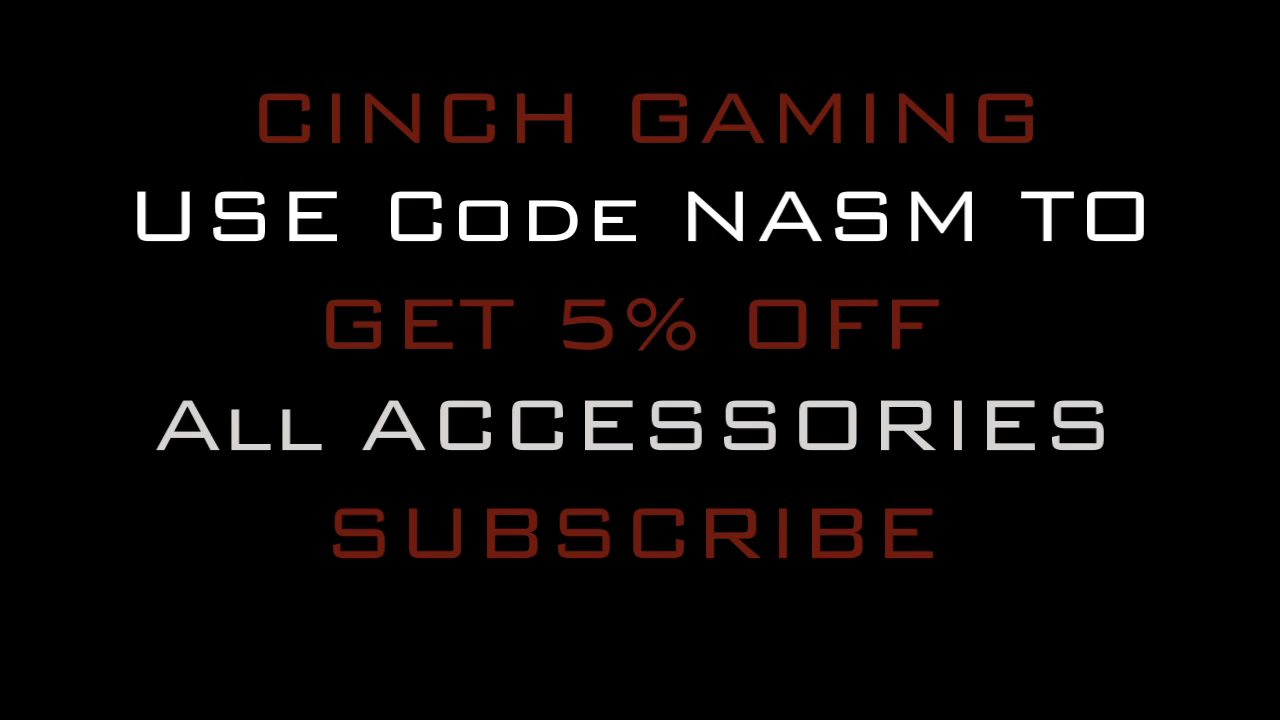 CINCH GAMING
USE Code NASM TO
GET 5% OFF
All ACCESSORIES
SUBSCRIBE